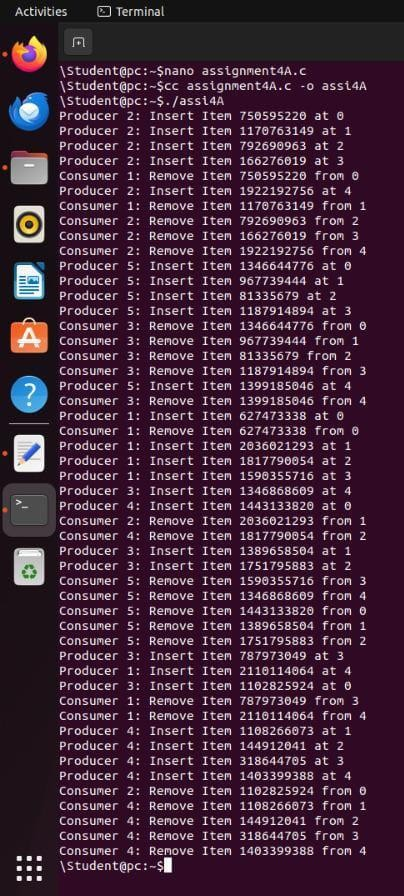 Activities
Terminal
\Student@pc:~$nano assignment4A.c
\Student@pc:~$cc assignment4A.c -o assi4A
\Student@pc:~$./assi4A
Producer 2: Insert Item 750595220 at 0
Producer 2: Insert Item 1170763149 at 1
Producer 2: Insert Item 792690963 at 2
Producer 2: Insert Item 166276019 at 3
Consumer 1: Remove Item 750595220 from 0
Producer 2: Insert Item 1922192756 at 4
Consumer 2: Remove Item 1170763149 from 1
Consumer 2: Remove Item 792690963 from 2
Consumer 2: Remove Item 166276019 from 3
Consumer 2: Remove Item 1922192756 from 4
Producer 5: Insert Item 1346644776 at 0
Producer 5: Insert Item 967739444 at 1
Producer 5: Insert Item 81335679 at 2
Producer 5: Insert Item 1187914894 at 3
Consumer 3: Remove Item 1346644776 from 0
Consumer 3: Remove Item 967739444 from 1
Consumer 3: Remove Item 81335679 from 2
Consumer 3: Remove Item 1187914894 from 3
Producer 5: Insert Item 1399185046 at 4
Consumer 3: Remove Item 1399185046 from 4
Producer 1: Insert Item 627473338 at 0
Consumer 1: Remove Item 627473338 from 0
Producer 1: Insert Item 2036021293 at 1
Producer 1: Insert Item 1817790054 at 2
Producer 1: Insert Item 1590355716 at 3
Producer 3: Insert Item 1346868609 at 4
Producer 4: Insert Item 1443133820 at 0
Consumer 2: Remove Item 2036021293 from 1
Consumer 4: Remove Item 1817790054 from 2
Producer 3: Insert Item 1389658504 at 1
Producer 3: Insert Item 1751795883 at 2
Consumer 5: Remove Item 1590355716 from 3
Consumer 5: Remove Item 1346868609 from 4
Consumer 5: Remove Item 1443133820 from 0
Consumer 5: Remove Item 1389658504 from 1
Consumer 5: Remove Item 1751795883 from 2
Producer 3: Insert Item 787973049 at 3
Producer 1: Insert Item 2110114064 at 4
Producer 3: Insert Item 1102825924 at 0
Consumer 1: Remove Item 787973049 from 3
Consumer 1: Remove Item 2110114064 from 4
Producer 4: Insert Item 1108266073 at 1
Producer 4: Insert Item 144912041 at 2
Producer 4: Insert Item 318644705 at 3
Producer 4: Insert Item 1403399388 at 4
Consumer 2: Remove Item 1102825924 from 0
Consumer 4: Remove Item 1108266073 from 1
Consumer 4: Remove Item 144912041 from 2
Consumer 4: Remove Item 318644705 from 3
Consumer 4: Remove Item 1403399388 from 4
\Student@pc:~$